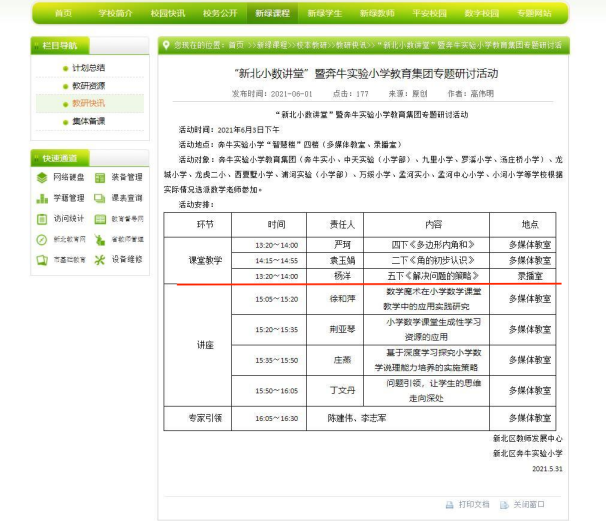 首页 学校简介 校园快讯 校务公开 新绿课程 新绿学生 新绿教师 平安校园 数字校园 专题网站
栏目导航
计划总结
教研资源
教研快讯
集体备课
快速通道
网络硬盘 装备管理
学籍管理 课表查询
访问统计 教育督导网
新北教育网 省教师管理
市基础教育 设备维修
您现在的位置：首页 >>新绿课程>>校本教研>>教研快讯>>“新北小数讲堂”暨奔牛实验小学教育集团专题研讨活
“新北小数讲堂”暨奔牛实验小学教育集团专题研讨活动
发布时间：2021-06-01 点击：177 来源：原创 作者：高伟明
“新北小数讲堂”暨奔牛实验小学教育集团专题研讨活动
活动时间：2021年6月3日下午
活动地点：奔牛实验小学“智慧楼”四楼（多媒体教室、录播室）
活动对象：奔牛实验小学教育集团（奔牛实小、中天实验（小学部）、九里小学、罗溪小学、汤庄桥小学）、龙
城小学、龙虎二小、西夏墅小学、浦河实验（小学部）、万绥小学、孟河实小、孟河中心小学、小河小学等学校根据
实际情况选派数学老师参加。
活动安排：
环节 时间 责任人 内容 地点
课堂教学
13:20～14:00 严珂 四下《多边形内角和》 多媒体教室
14:15～14:55 袁玉娟 二下《角的初步认识》 多媒体教室
13:20～14:00 杨洋 五下《解决问题的策略》 录播室
讲座
15:05～15:20 徐和萍 数学魔术在小学数学课堂
教学中的应用实践研究 多媒体教室
15:20～15:35 荆亚琴 小学数学课堂生成性学习
资源的应用 多媒体教室
15:35～15:50 庄燕 基于深度学习探究小学数
学说理能力培养的实施策略 多媒体教室
15:50～16:05 丁文丹 问题引领，让学生的思维
走向深处 多媒体教室
专家引领 16:05～16:30 陈建伟、李志军 多媒体教室
新北区教师发展中心
新北区奔牛实验小学
2021.5.31
打印文档 关闭窗口